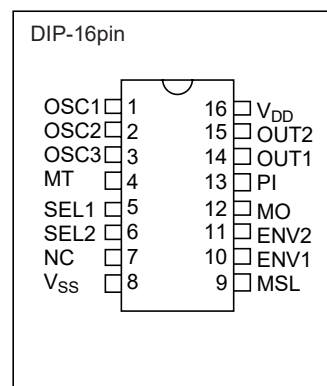 DIP-16pin
OSC1 1 16 VDD
OSC2 2 15 OUT2
OSC3 3 14 OUT1
MT 4 13 PI
SEL1 5 12 MO
SEL2 6 11 ENV2
NC 7 10 ENV1
VSS 8 9 MSL